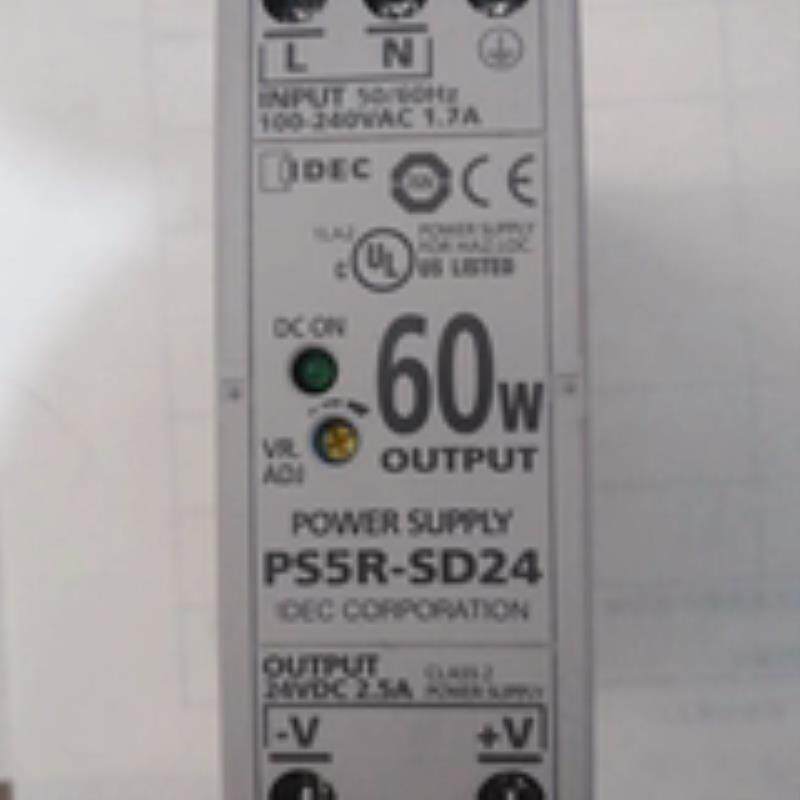 L N
INPUT 50/60Hz
100-240VAC 1.7A
IDEC CE
POWER SUPPLY
FOR HAZ.LOC.
C UL US LISTED
DC ON
60W
VR.
ADJ
OUTPUT
POWER SUPPLY
PS5R-SD24
IDEC CORPORATION
OUTPUT CLASS 2
24VDC 2.5A POWER SUPPLY
-V +V